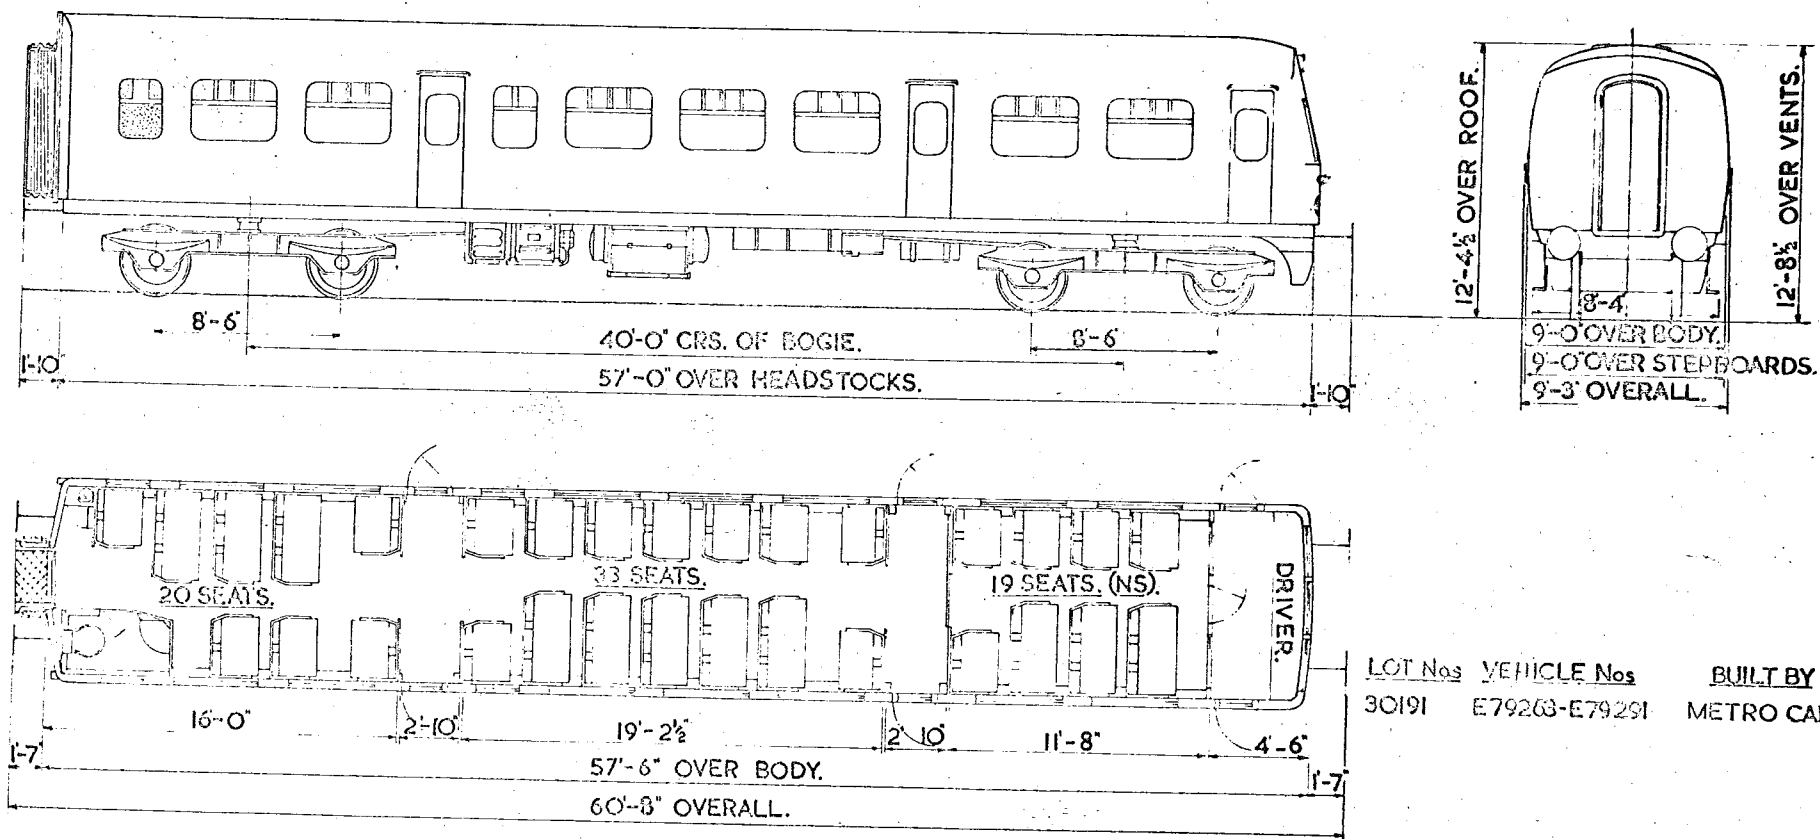 12'-4½" OVER ROOF.
12'-8½" OVER VENTS.
8'-6"
40'-0" CRS. OF BOGIE.
8'-6"
8'-4"
9'-0" OVER BODY.
1'-10"
57'-0" OVER HEADSTOCKS.
1'-10"
9'-0" OVER STEPBOARDS.
9'-3" OVERALL.
20 SEATS.
33 SEATS.
19 SEATS. (NS).
DRIVER.
LOT Nos VEHICLE Nos BUILT BY
30191 E79263-E79291 METRO
16'-0"
2'-10"
19'-2½"
2'-10"
11'-8"
4'-6"
1'-7"
57'-6" OVER BODY.
1'-7"
60'-8" OVERALL.